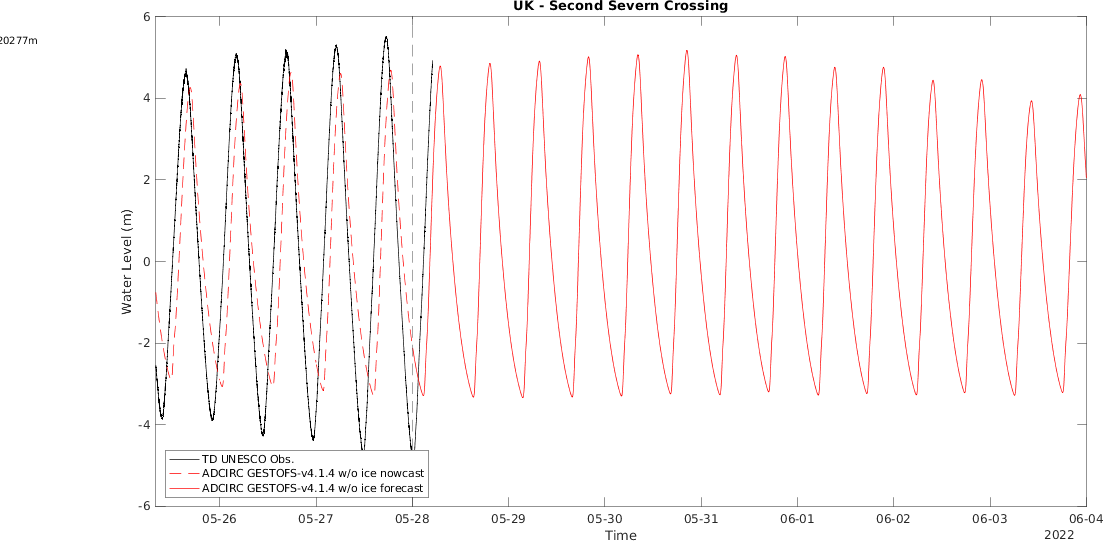 UK - Second Severn Crossing
20277m
6
4
2
0
-2
-4
-6
Water Level (m)
TD UNESCO Obs.
ADCIRC GESTOFS-v4.1.4 w/o ice nowcast
ADCIRC GESTOFS-v4.1.4 w/o ice forecast
05-26 05-27 05-28 05-29 05-30 05-31 06-01 06-02 06-03 06-04
Time
2022